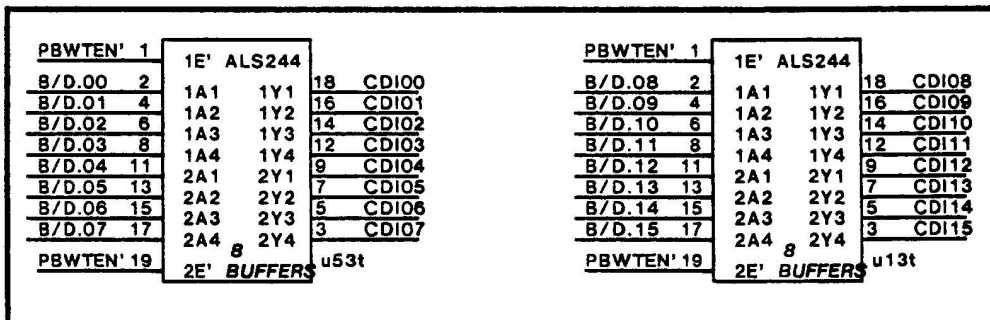 PBWTEN' 1
1E' ALS244
B/D.00 2 1A1 1Y1 18 CDI00
B/D.01 4 1A2 1Y2 16 CDI01
B/D.02 6 1A3 1Y3 14 CDI02
B/D.03 8 1A4 1Y4 12 CDI03
B/D.04 11 2A1 2Y1 9 CDI04
B/D.05 13 2A2 2Y2 7 CDI05
B/D.06 15 2A3 2Y3 5 CDI06
B/D.07 17 2A4 2Y4 3 CDI07
8
PBWTEN' 19 2E' BUFFERS u53t
PBWTEN' 1
1E' ALS244
B/D.08 2 1A1 1Y1 18 CDI08
B/D.09 4 1A2 1Y2 16 CDI09
B/D.10 6 1A3 1Y3 14 CDI10
B/D.11 8 1A4 1Y4 12 CDI11
B/D.12 11 2A1 2Y1 9 CDI12
B/D.13 13 2A2 2Y2 7 CDI13
B/D.14 15 2A3 2Y3 5 CDI14
B/D.15 17 2A4 2Y4 3 CDI15
8
PBWTEN' 19 2E' BUFFERS u13t